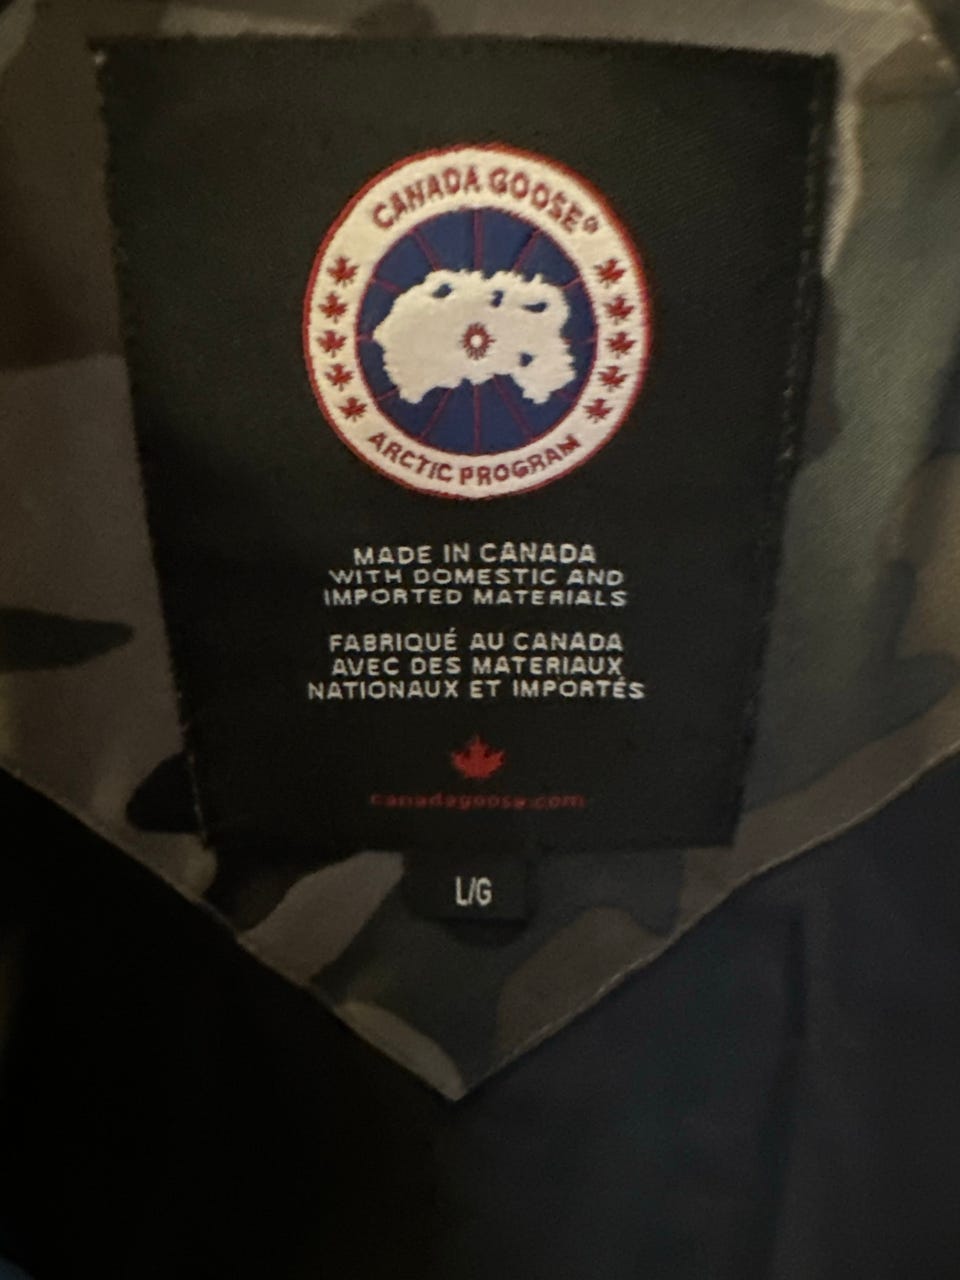 CANADA GOOSE®
ARCTIC PROGRAM
MADE IN CANADA
WITH DOMESTIC AND
IMPORTED MATERIALS
FABRIQUÉ AU CANADA
AVEC DES MATERIAUX
NATIONAUX ET IMPORTÉS
canadagoose.com
L/G